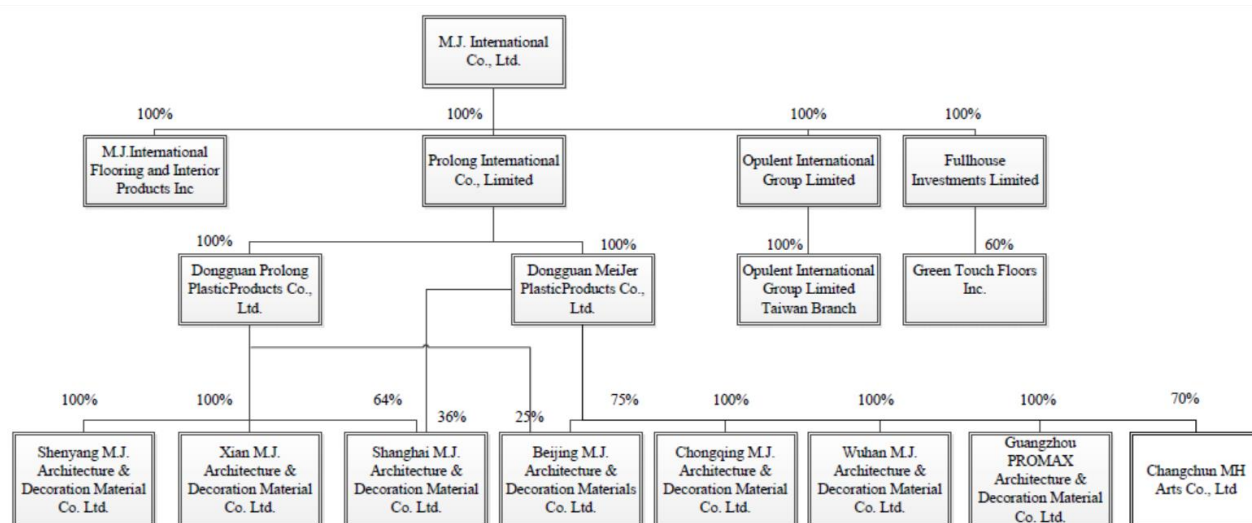 M.J. International
Co., Ltd.
100%
100%
100%
100%
M.J.International
Flooring and Interior
Products Inc
Prolong International
Co., Limited
Opulent International
Group Limited
Fullhouse
Investments Limited
100%
100%
100%
60%
Dongguan Prolong
PlasticProducts Co.,
Ltd.
Dongguan MeiJer
PlasticProducts Co.,
Ltd.
Opulent International
Group Limited
Taiwan Branch
Green Touch Floors
Inc.
100%
100%
64%
36%
25%
75%
100%
100%
100%
70%
Shenyang M.J.
Architecture &
Decoration Material
Co. Ltd.
Xian M.J.
Architecture &
Decoration Material
Co. Ltd.
Shanghai M.J.
Architecture &
Decoration Material
Co. Ltd.
Beijing M.J.
Architecture &
Decoration Materials
Co. Ltd.
Chongqing M.J.
Architecture &
Decoration Material
Co. Ltd.
Wuhan M.J.
Architecture &
Decoration Material
Co. Ltd.
Guangzhou
PROMAX
Architecture &
Decoration Material
Co. Ltd.
Changchun MH
Arts Co., Ltd